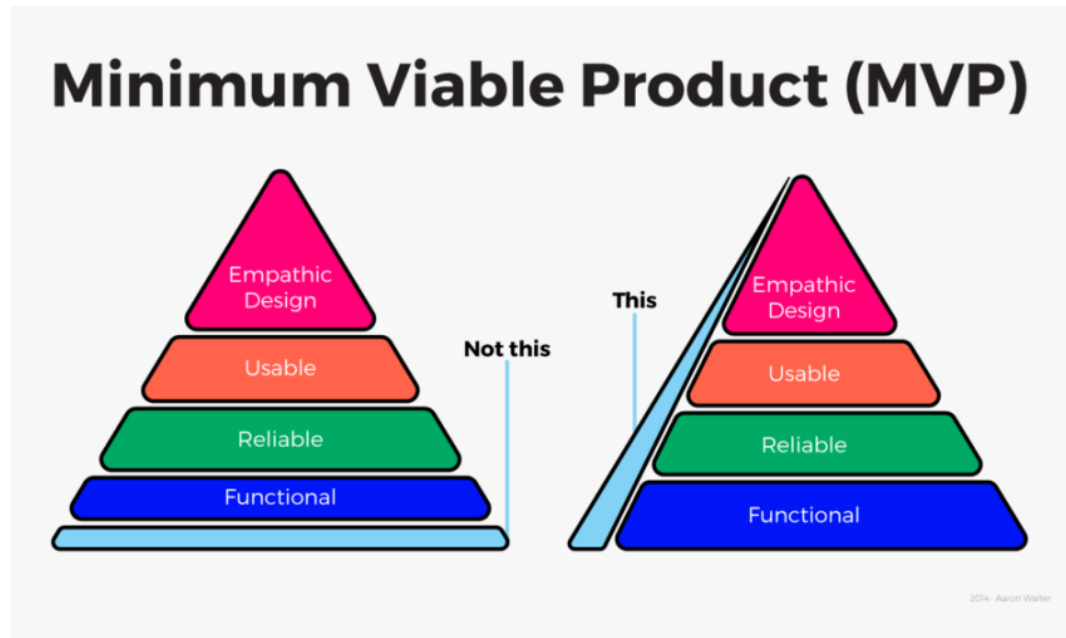 Minimum Viable Product (MVP)
Empathic
Design
Usable
Reliable
Functional
Not this
This
Empathic
Design
Usable
Reliable
Functional
2014 - Aaron Walter